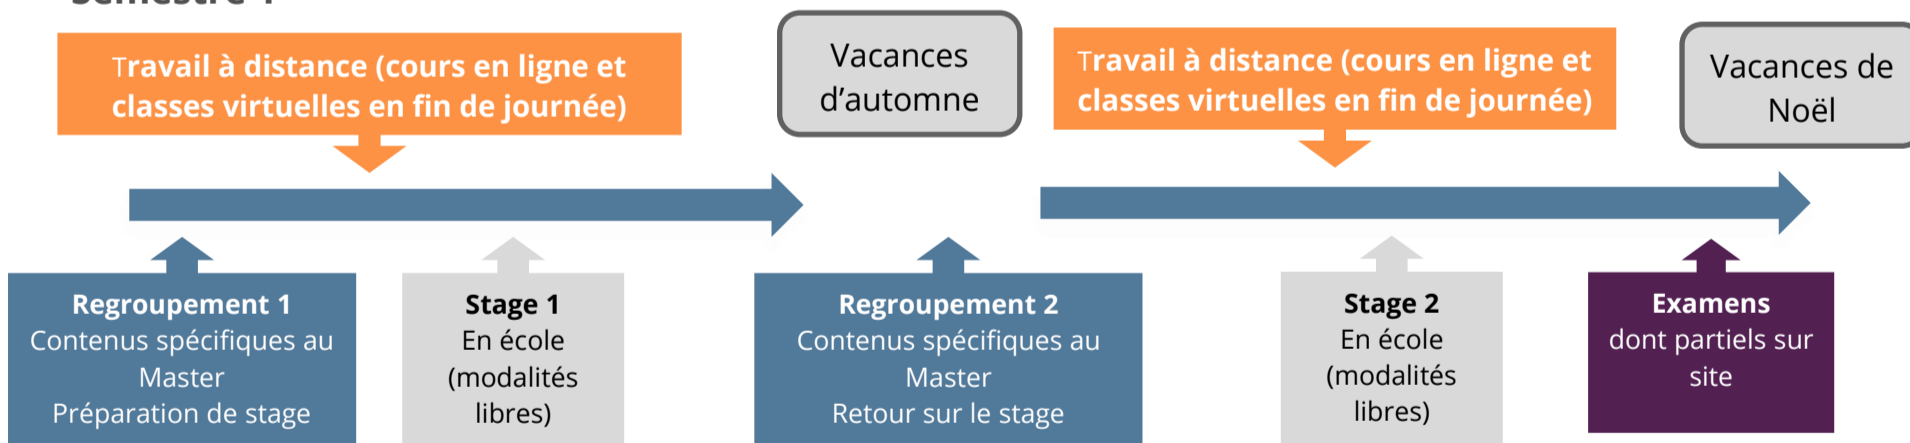 Travail à distance (cours en ligne et
classes virtuelles en fin de journée)
Vacances
d’automne
Travail à distance (cours en ligne et
classes virtuelles en fin de journée)
Vacances de
Noël
Regroupement 1
Contenus spécifiques au
Master
Préparation de stage
Stage 1
En école
(modalités
libres)
Regroupement 2
Contenus spécifiques au
Master
Retour sur le stage
Stage 2
En école
(modalités
libres)
Examens
dont partiels sur
site